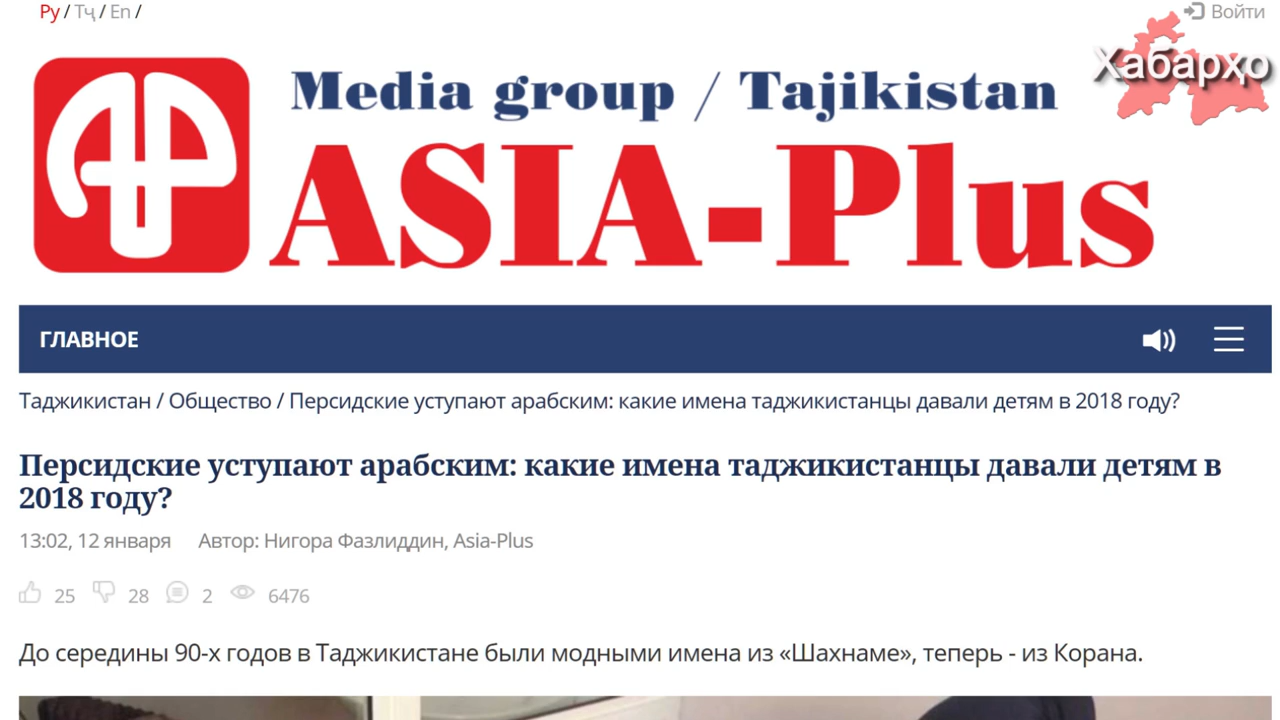 Ру / Тҷ / En /
Войти
Хабарҳо
Media group / Tajikistan
ASIA-Plus
ГЛАВНОЕ
Таджикистан / Общество / Персидские уступают арабским: какие имена таджикистанцы давали детям в 2018 году?
Персидские уступают арабским: какие имена таджикистанцы давали детям в
2018 году?
13:02, 12 января Автор: Нигора Фазлиддин, Asia-Plus
25 28 2 6476
До середины 90-х годов в Таджикистане были модными имена из «Шахнаме», теперь - из Корана.